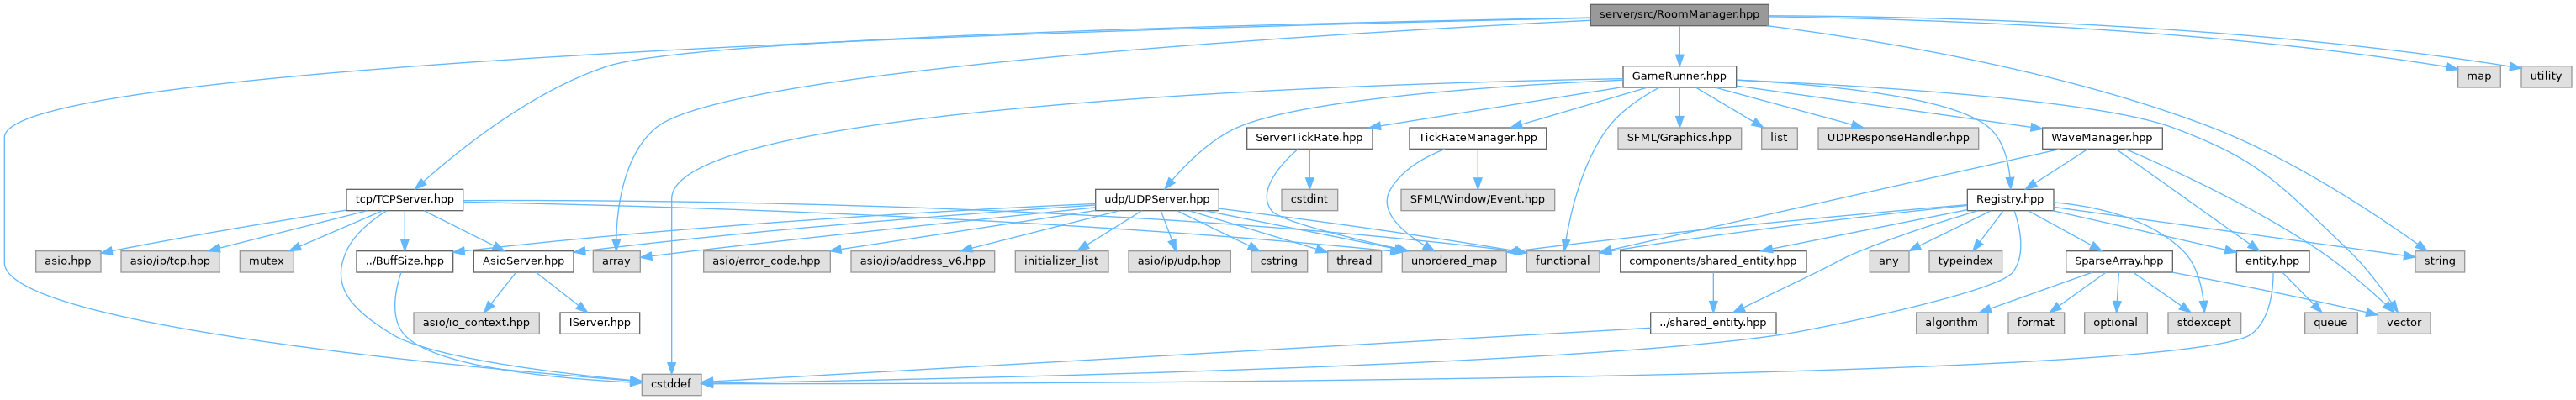 server/src/RoomManager.hpp
GameRunner.hpp
map
utility
ServerTickRate.hpp
TickRateManager.hpp
SFML/Graphics.hpp
list
UDPResponseHandler.hpp
WaveManager.hpp
tcp/TCPServer.hpp
udp/UDPServer.hpp
cstdint
SFML/Window/Event.hpp
Registry.hpp
asio.hpp
asio/ip/tcp.hpp
mutex
../BuffSize.hpp
AsioServer.hpp
array
asio/error_code.hpp
asio/ip/address_v6.hpp
initializer_list
asio/ip/udp.hpp
cstring
thread
unordered_map
functional
components/shared_entity.hpp
any
typeindex
SparseArray.hpp
entity.hpp
string
asio/io_context.hpp
IServer.hpp
../shared_entity.hpp
algorithm
format
optional
stdexcept
queue
vector
cstddef